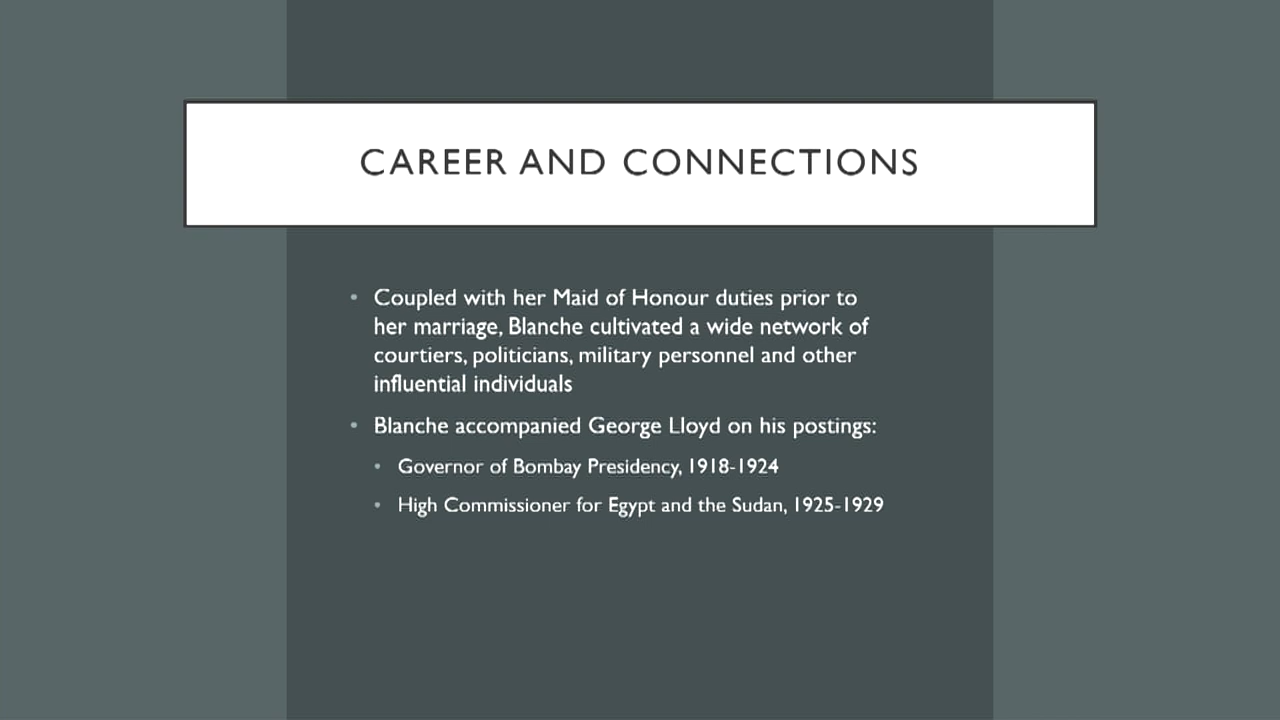 CAREER AND CONNECTIONS
• Coupled with her Maid of Honour duties prior to
her marriage, Blanche cultivated a wide network of
courtiers, politicians, military personnel and other
influential individuals
• Blanche accompanied George Lloyd on his postings:
• Governor of Bombay Presidency, 1918-1924
• High Commissioner for Egypt and the Sudan, 1925-1929